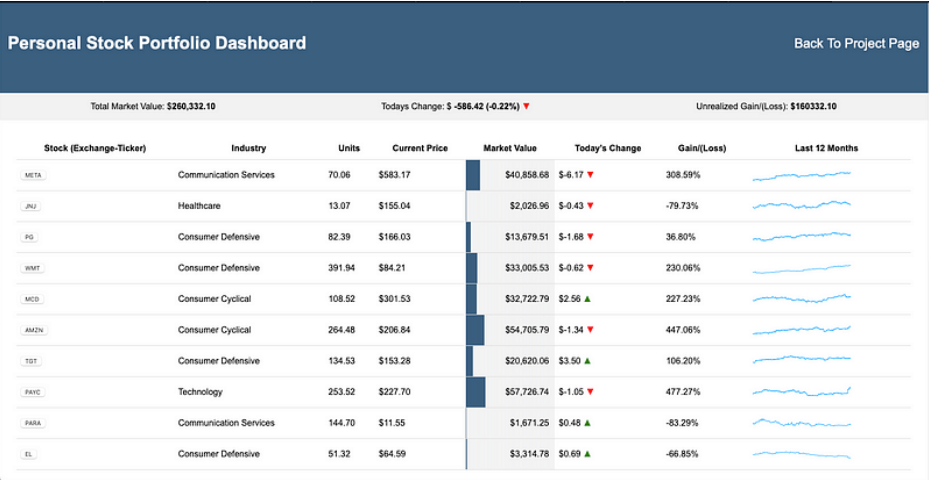 Personal Stock Portfolio Dashboard Back To Project Page
Total Market Value: $260,332.10 Todays Change: $ -586.42 (-0.22%) ▼ Unrealized Gain/(Loss): $160332.10
Stock (Exchange-Ticker) Industry Units Current Price Market Value Today's Change Gain/(Loss) Last 12 Months
META Communication Services 70.06 $583.17 $40,858.68 $-6.17 ▼ 308.59%
JNJ Healthcare 13.07 $155.04 $2,026.96 $-0.43 ▼ -79.73%
PG Consumer Defensive 82.39 $166.03 $13,679.51 $-1.68 ▼ 36.80%
WMT Consumer Defensive 391.94 $84.21 $33,005.53 $-0.62 ▼ 230.06%
MCD Consumer Cyclical 108.52 $301.53 $32,722.79 $2.56 ▲ 227.23%
AMZN Consumer Cyclical 264.48 $206.84 $54,705.79 $-1.34 ▼ 447.06%
TGT Consumer Defensive 134.53 $153.28 $20,620.06 $3.50 ▲ 106.20%
PAYC Technology 253.52 $227.70 $57,726.74 $-1.05 ▼ 477.27%
PARA Communication Services 144.70 $11.55 $1,671.25 $0.48 ▲ -83.29%
EL Consumer Defensive 51.32 $64.59 $3,314.78 $0.69 ▲ -66.85%